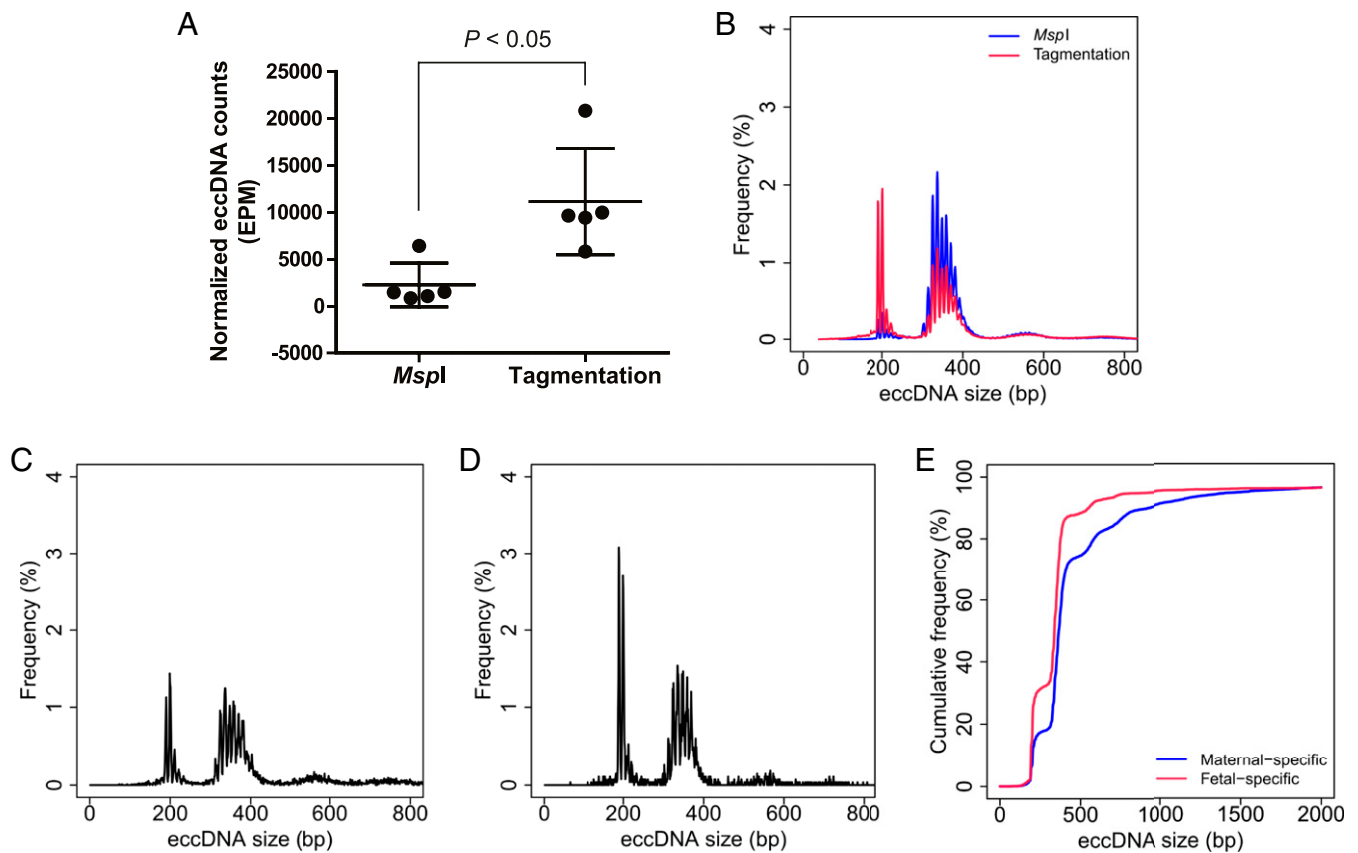 A
P < 0.05
Normalized eccDNA counts
(EPM)
25000
20000
15000
10000
5000
0
-5000
MspI
Tagmentation
B
MspI
Tagmentation
Frequency (%)
4
3
2
1
0
0
200
400
600
800
eccDNA size (bp)
C
Frequency (%)
4
3
2
1
0
0
200
400
600
800
eccDNA size (bp)
D
Frequency (%)
4
3
2
1
0
0
200
400
600
800
eccDNA size (bp)
E
Cumulative frequency (%)
100
80
60
40
20
0
Maternal-specific
Fetal-specific
0
500
1000
1500
2000
eccDNA size (bp)